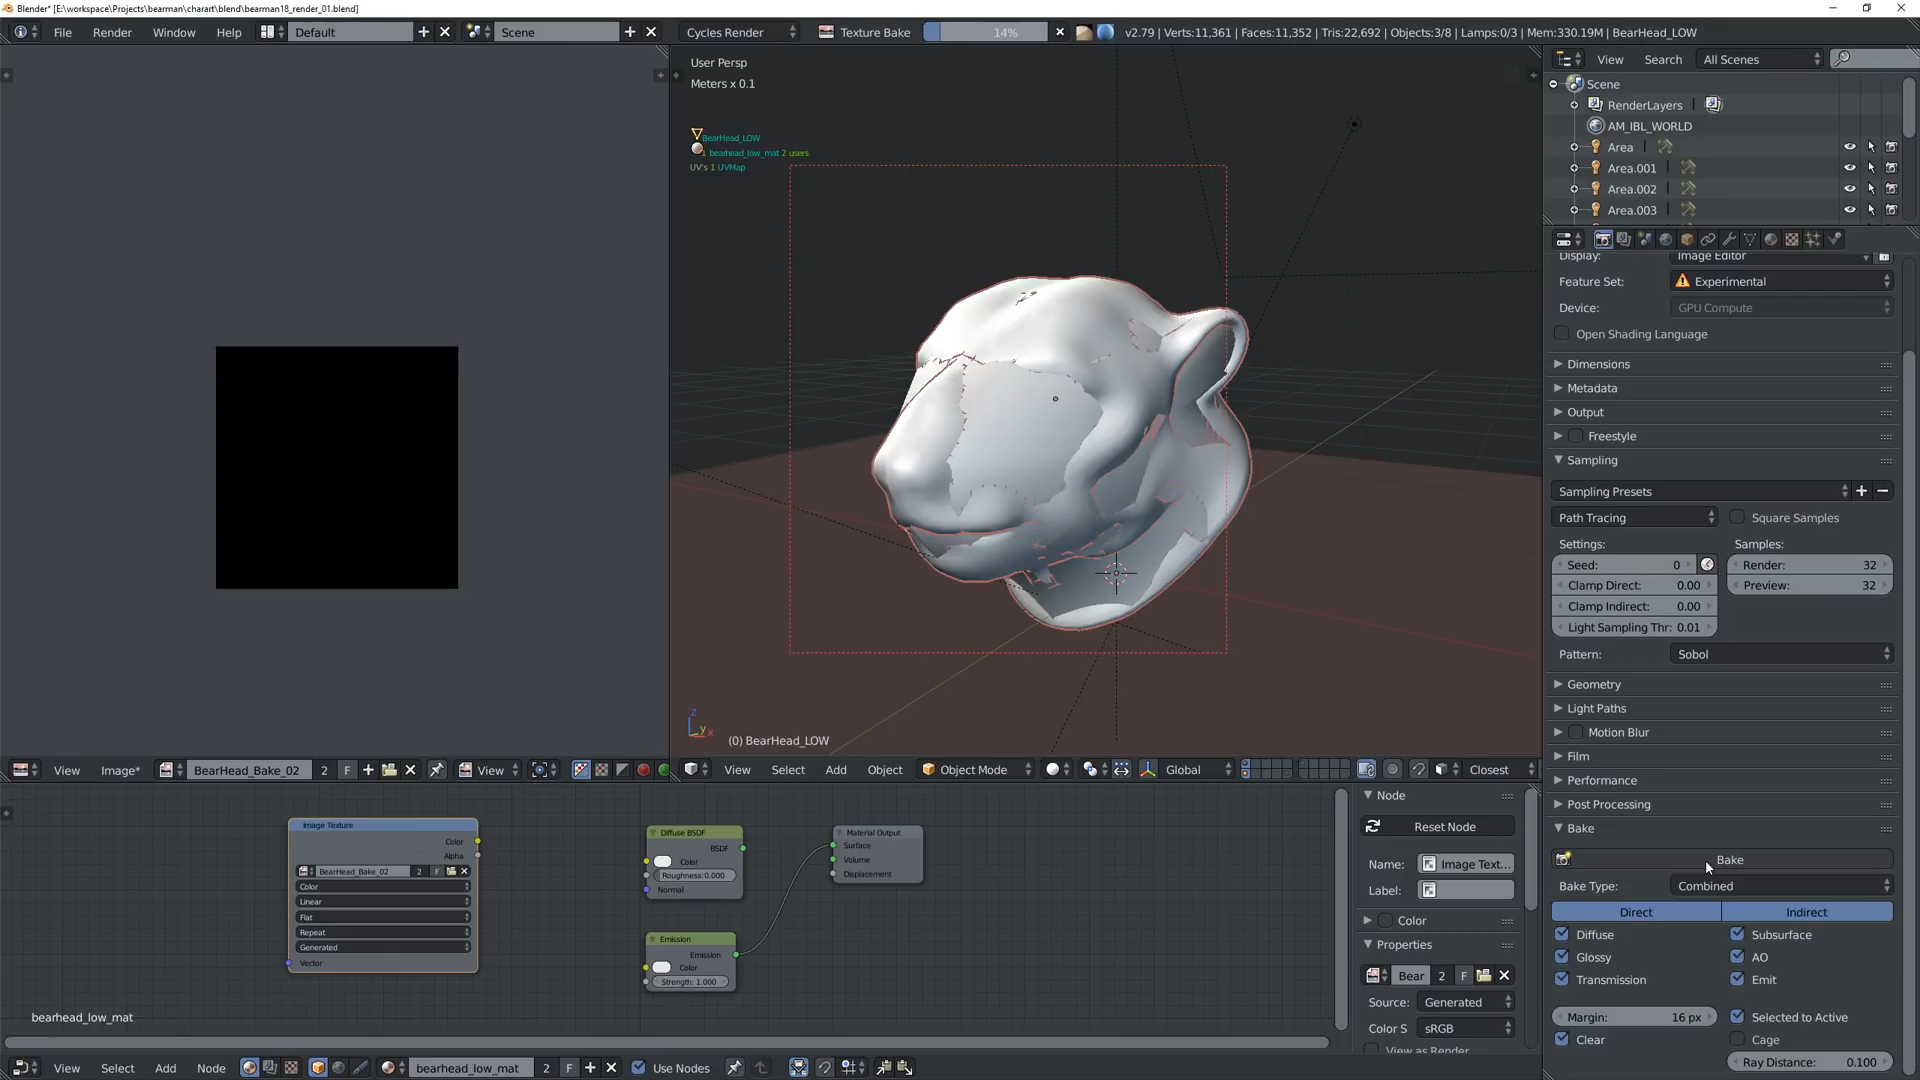 Blender* [E:\workspace\Projects\bearman\charart\blend\bearman18_render_01.blend]
File Render Window Help Default Scene Cycles Render Texture Bake 14% v2.79 | Verts:11,361 | Faces:11,352 | Tris:22,692 | Objects:3/8 | Lamps:0/3 | Mem:330.19M | BearHead_LOW
User Persp
Meters x 0.1
BearHead_LOW
1 bearhead_low_mat 2 users
UV's 1 UVMap
(0) BearHead_LOW
View Image* BearHead_Bake_02 2 F View
View Select Add Object Object Mode Global Closest
View Search All Scenes
Scene
RenderLayers
AM_IBL_WORLD
Area
Area.001
Area.002
Area.003
Display: Image Editor
Feature Set: Experimental
Device: GPU Compute
Open Shading Language
Dimensions
Metadata
Output
Freestyle
Sampling
Sampling Presets
Path Tracing Square Samples
Settings: Samples:
Seed: 0 Render: 32
Clamp Direct: 0.00 Preview: 32
Clamp Indirect: 0.00
Light Sampling Thr: 0.01
Pattern: Sobol
Geometry
Light Paths
Motion Blur
Film
Performance
Post Processing
Bake
Bake
Bake Type: Combined
Direct Indirect
Diffuse Subsurface
Glossy AO
Transmission Emit
Margin: 16 px Selected to Active
Clear Cage
Ray Distance: 0.100
Image Texture
Color
Alpha
BearHead_Bake_02 2 F
Color
Linear
Flat
Repeat
Generated
Vector
Diffuse BSDF
BSDF
Color
Roughness:0.000
Normal
Emission
Emission
Color
Strength: 1.000
Material Output
Surface
Volume
Displacement
bearhead_low_mat
Node
Reset Node
Name: Image Text...
Label:
Color
Properties
Bear 2 F
Source: Generated
Color S sRGB
View as Render
View Select Add Node bearhead_low_mat 2 F Use Nodes
z
y
x